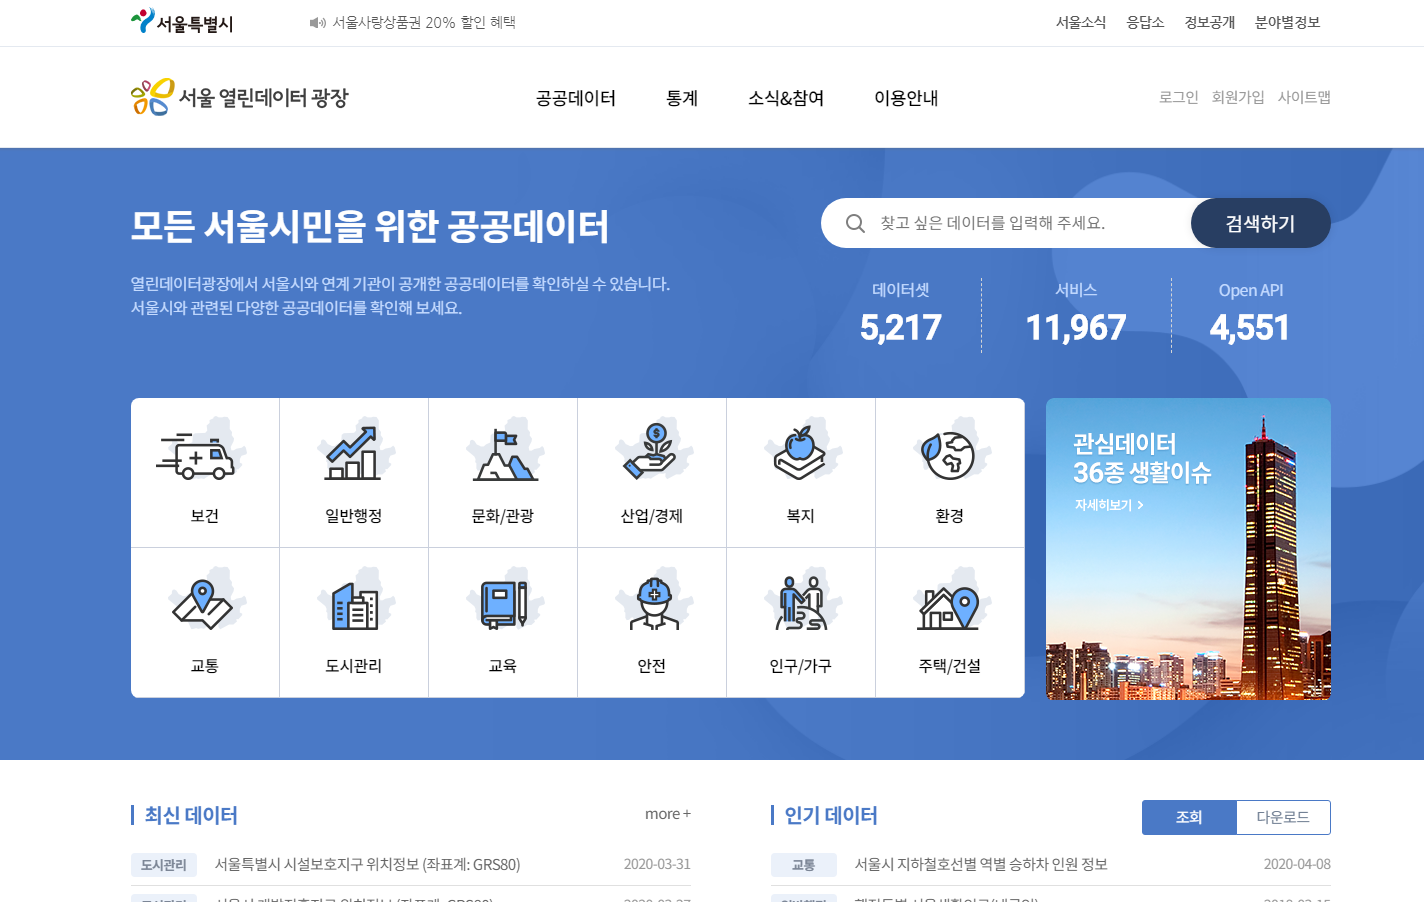 서울특별시
서울사랑상품권 20% 할인 혜택
서울소식 응답소 정보공개 분야별정보
서울 열린데이터 광장
공공데이터 통계 소식&참여 이용안내
로그인 회원가입 사이트맵
모든 서울시민을 위한 공공데이터
열린데이터광장에서 서울시와 연계 기관이 공개한 공공데이터를 확인하실 수 있습니다.
서울시와 관련된 다양한 공공데이터를 확인해 보세요.
찾고 싶은 데이터를 입력해 주세요.
검색하기
데이터셋 서비스 Open API
5,217 11,967 4,551
보건 일반행정 문화/관광 산업/경제 복지 환경
교통 도시관리 교육 안전 인구/가구 주택/건설
관심데이터
36종 생활이슈
자세히보기 >
최신 데이터
more +
도시관리 서울특별시 시설보호지구 위치정보 (좌표계: GRS80) 2020-03-31
인기 데이터
조회 다운로드
교통 서울시 지하철호선별 역별 승하차 인원 정보 2020-04-08